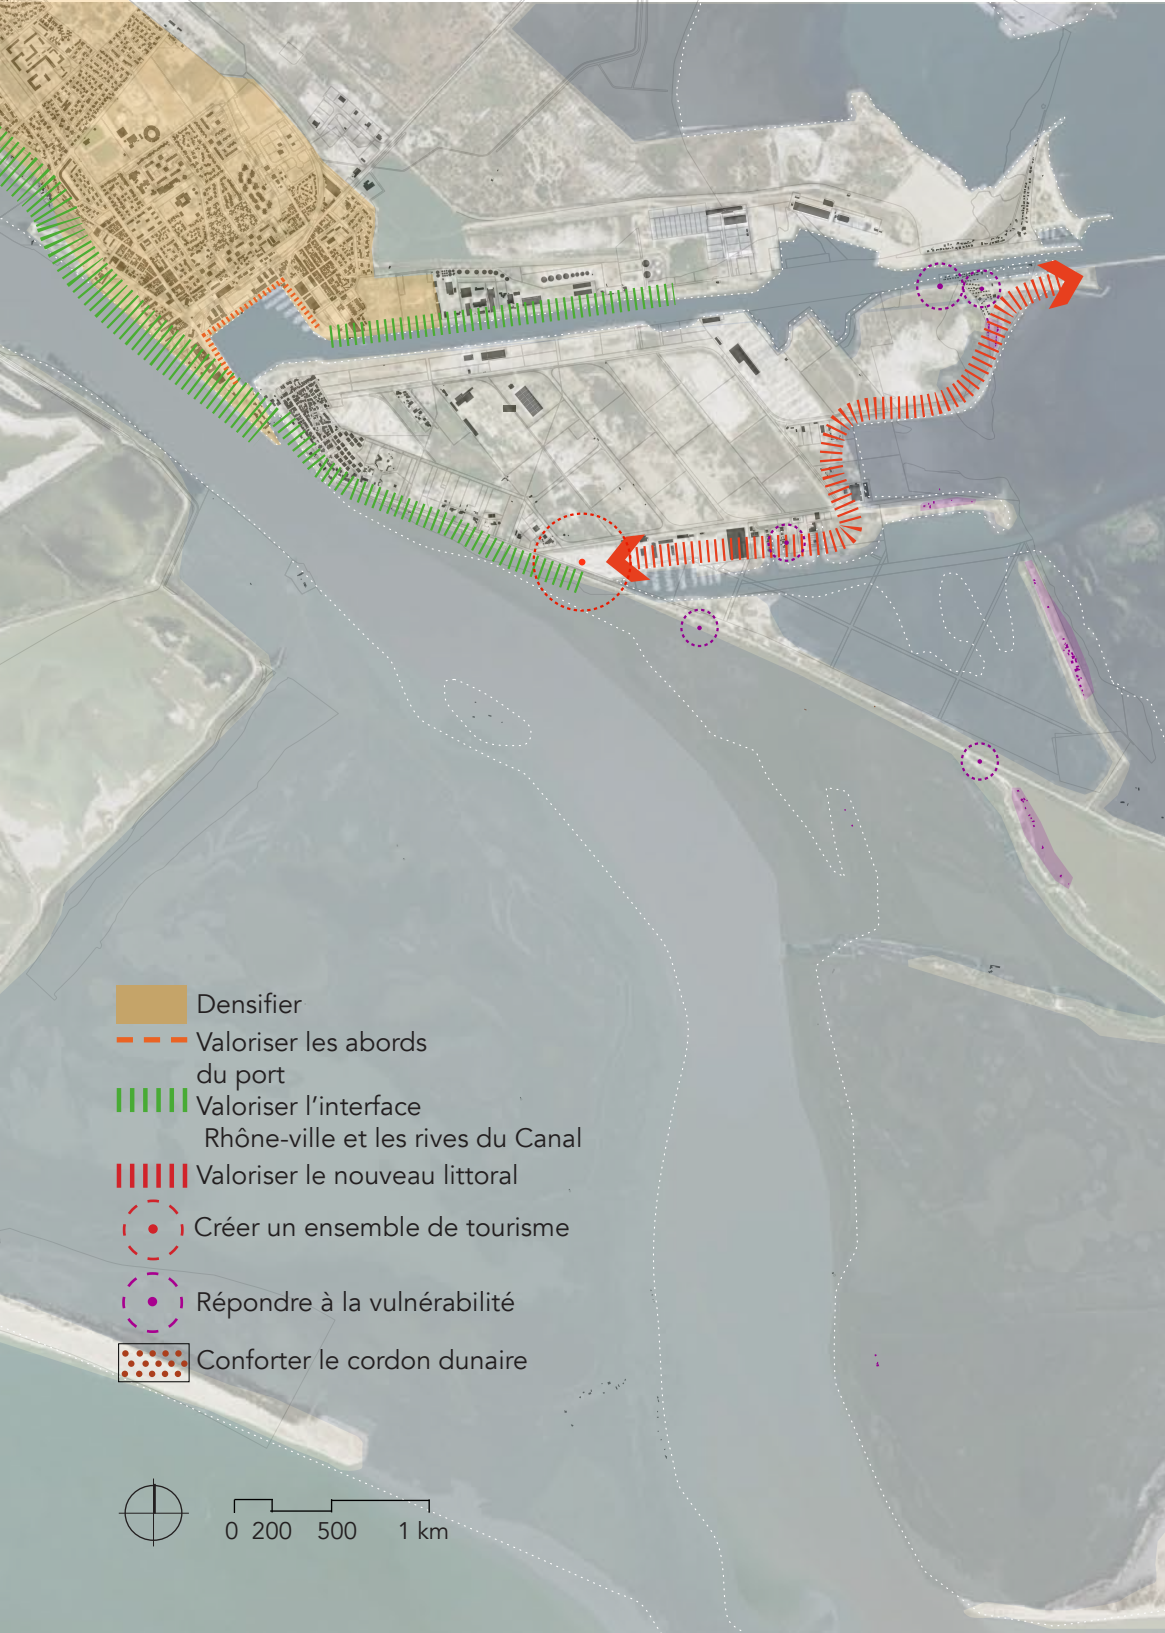 Densifier
Valoriser les abords
du port
Valoriser l’interface
Rhône-ville et les rives du Canal
Valoriser le nouveau littoral
Créer un ensemble de tourisme
Répondre à la vulnérabilité
Conforter le cordon dunaire
0 200 500 1 km